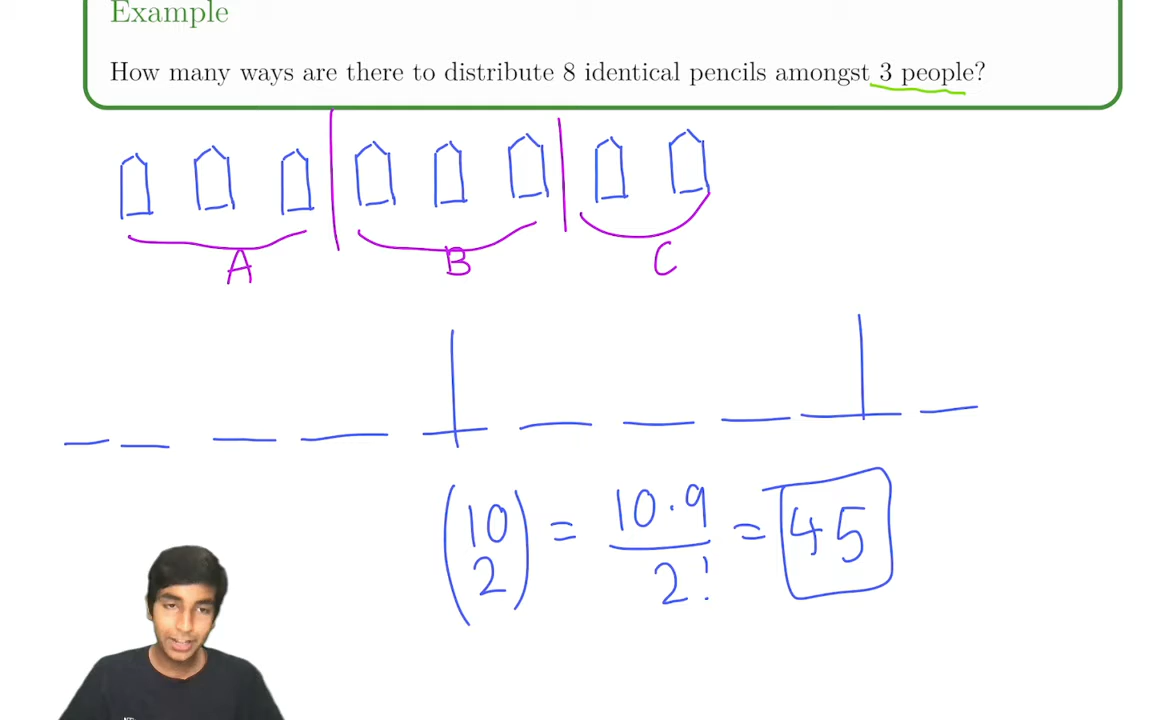 Example
How many ways are there to distribute 8 identical pencils amongst 3 people?
A B C
(10 2) = 10·9 / 2! = 45